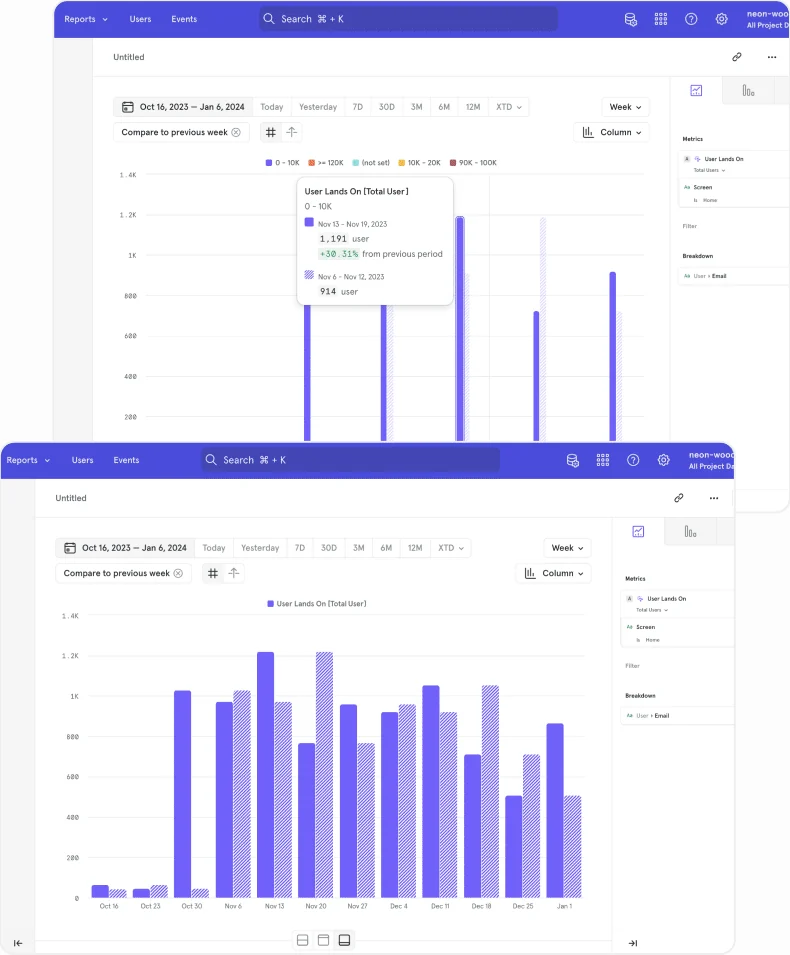 Reports Users Events Search ⌘ + K neon-woo
All Project D
Untitled
Oct 16, 2023 — Jan 6, 2024 Today Yesterday 7D 30D 3M 6M 12M XTD Week
Compare to previous week Column
0 - 10K >= 120K (not set) 10K - 20K 90K - 100K
1.4K
1.2K
1K
800
600
400
200
User Lands On [Total User]
0 - 10K
Nov 13 - Nov 19, 2023
1,191 user
+30.31% from previous period
Nov 6 - Nov 12, 2023
914 user
Metrics
A User Lands On
Total Users
Aa Screen
Is Home
Filter
Breakdown
Aa User › Email
Reports Users Events Search ⌘ + K neon-wood
All Project Da
Untitled
Oct 16, 2023 — Jan 6, 2024 Today Yesterday 7D 30D 3M 6M 12M XTD Week
Compare to previous week Column
User Lands On [Total User]
1.4K
1.2K
1K
800
600
400
200
0
Oct 16 Oct 23 Oct 30 Nov 6 Nov 13 Nov 20 Nov 27 Dec 4 Dec 11 Dec 18 Dec 25 Jan 1
Metrics
A User Lands On
Total Users
Aa Screen
Is Home
Filter
Breakdown
Aa User › Email